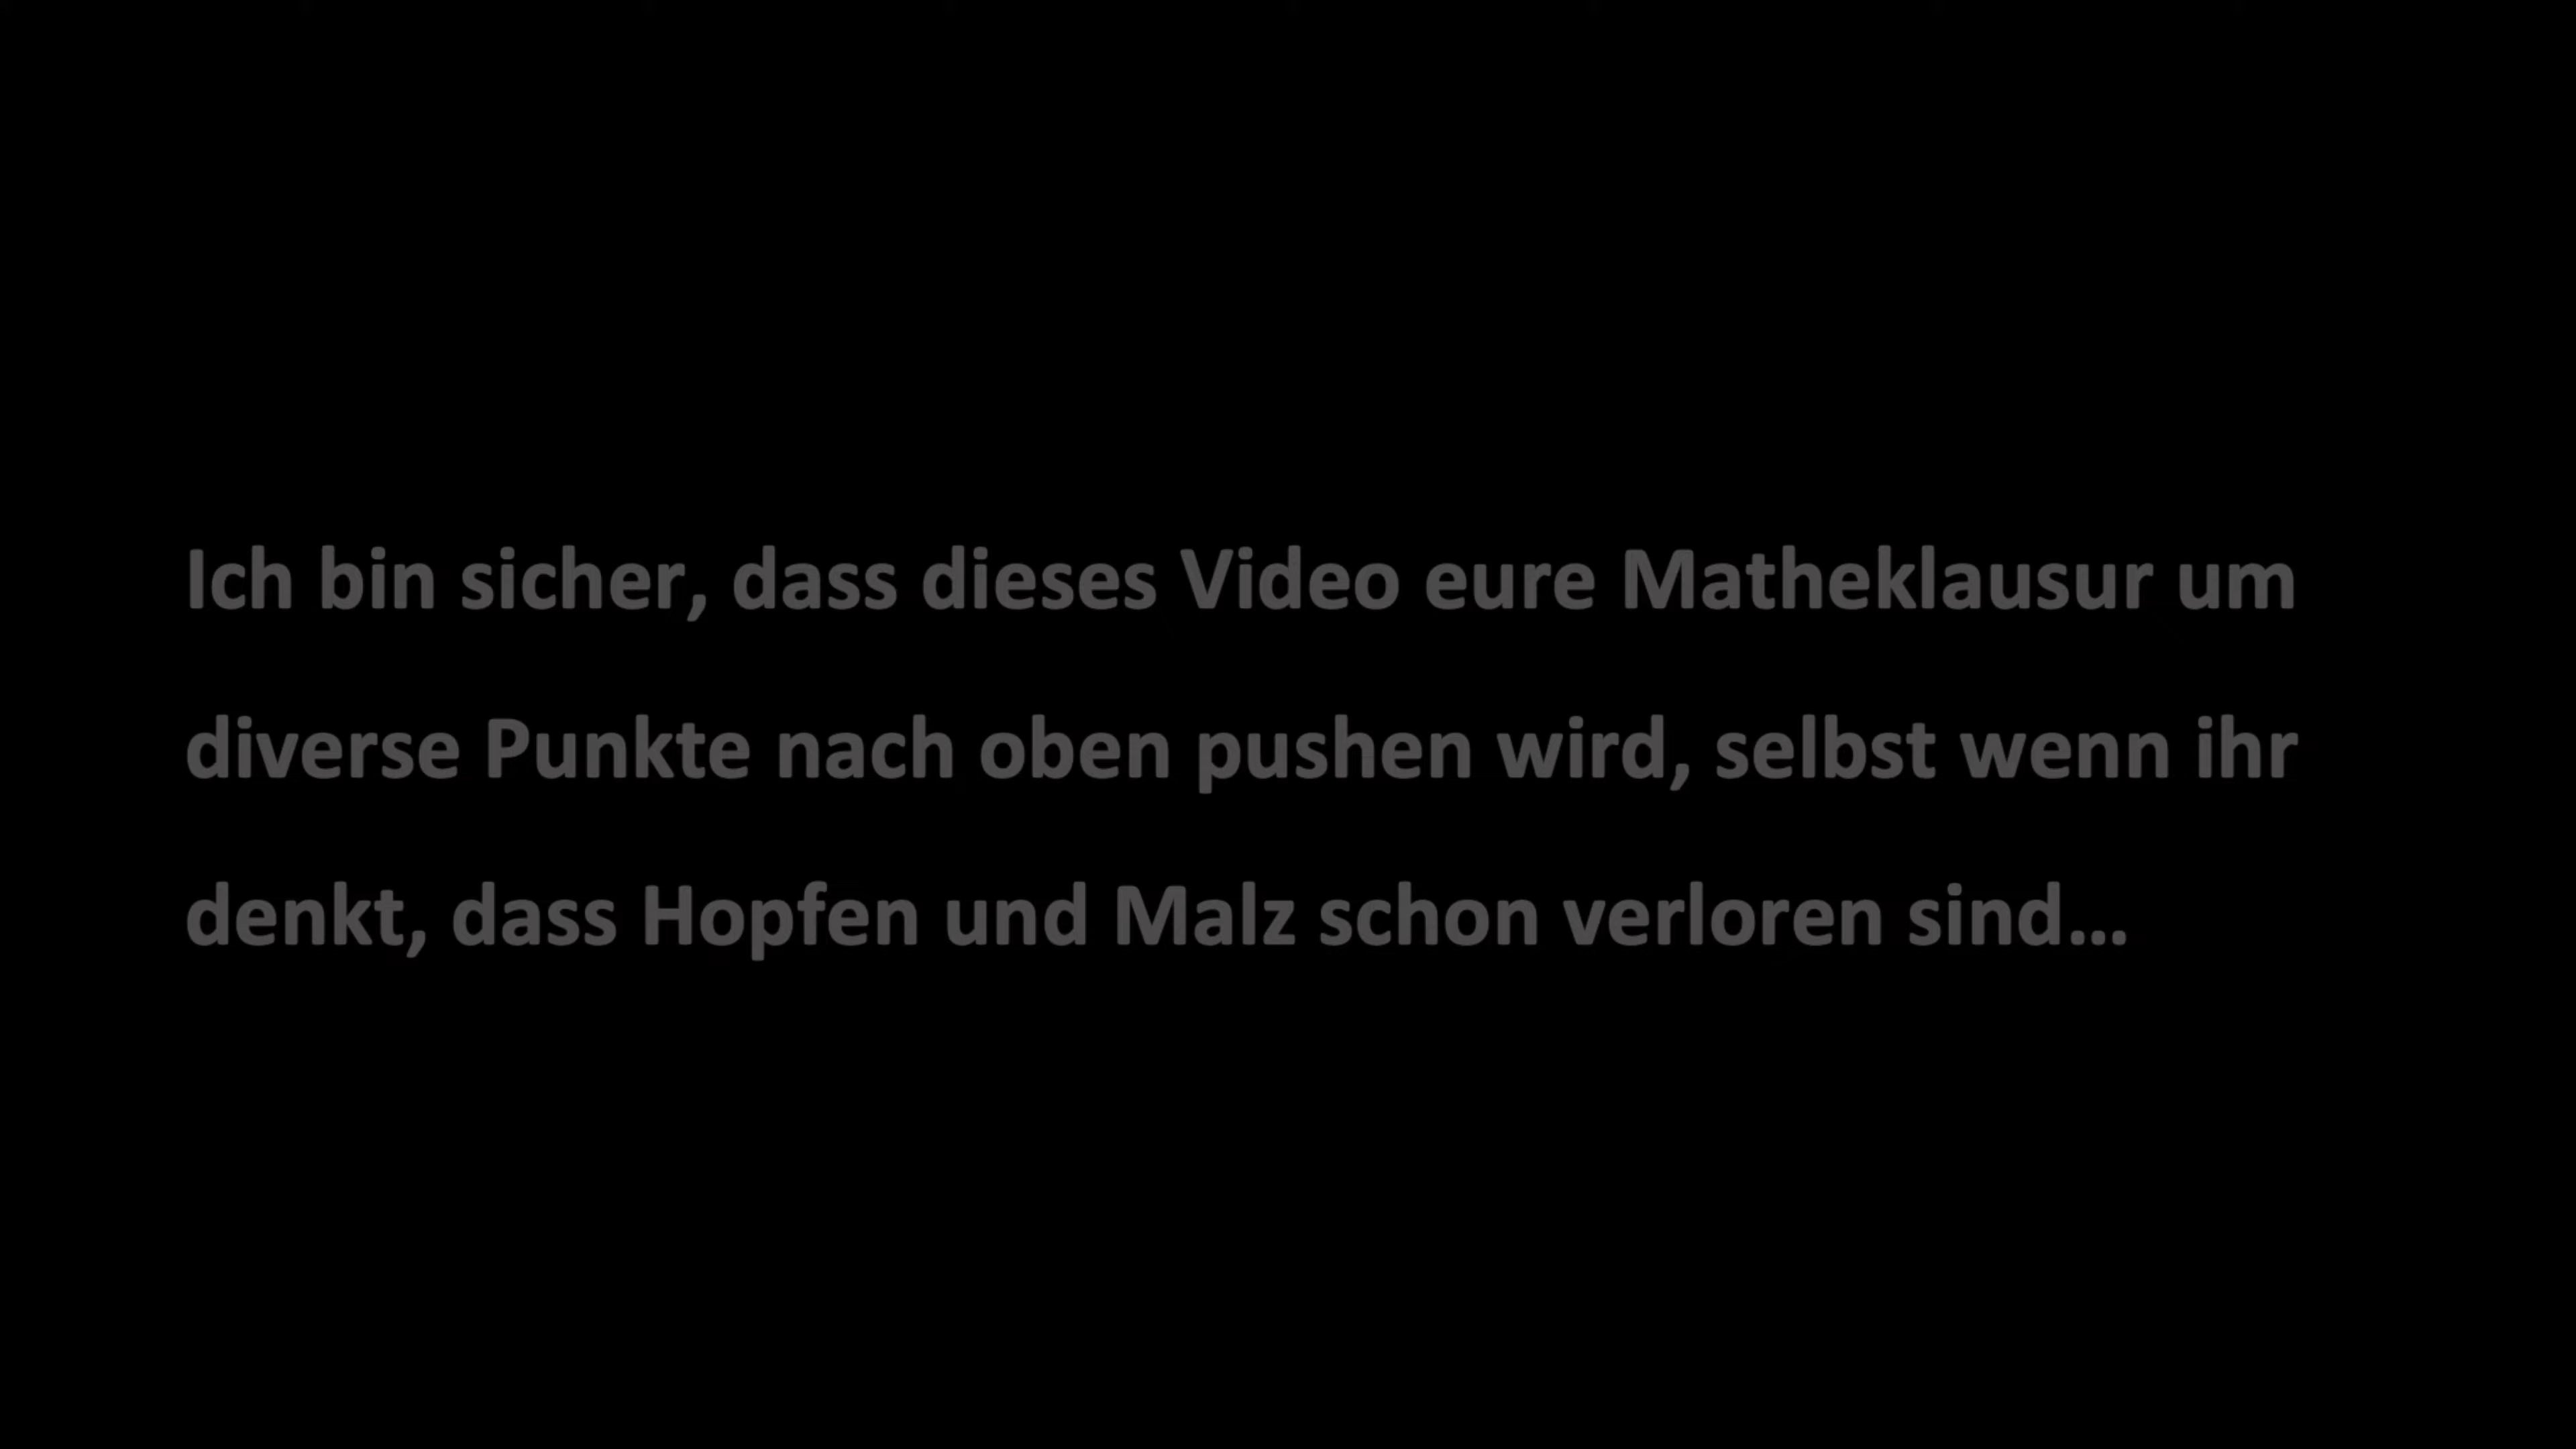 Ich bin sicher, dass dieses Video eure Matheklausur um
diverse Punkte nach oben pushen wird, selbst wenn ihr
denkt, dass Hopfen und Malz schon verloren sind…